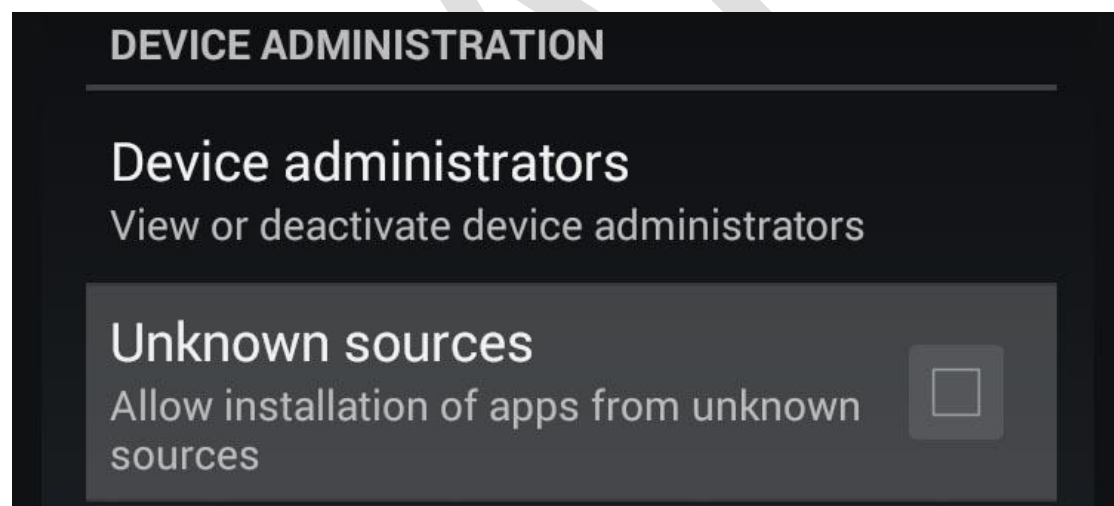 DEVICE ADMINISTRATION
Device administrators
View or deactivate device administrators
Unknown sources
Allow installation of apps from unknown
sources